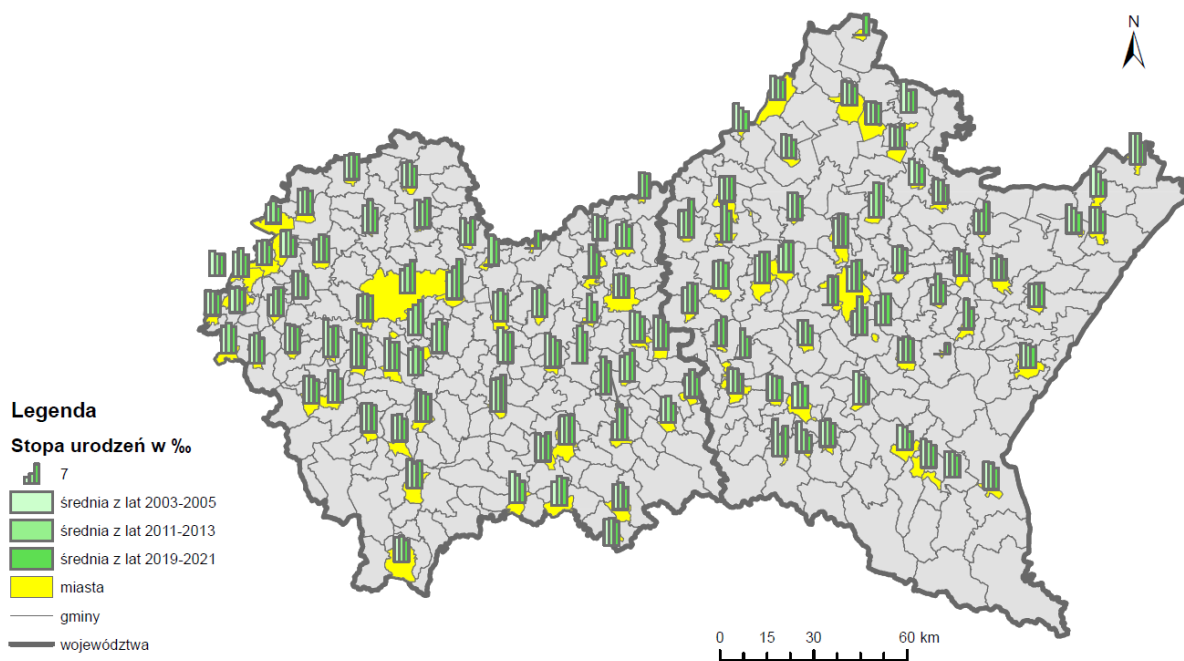 N
Legenda
Stopa urodzeń w ‰
7
średnia z lat 2003-2005
średnia z lat 2011-2013
średnia z lat 2019-2021
miasta
gminy
województwa
0 15 30 60 km